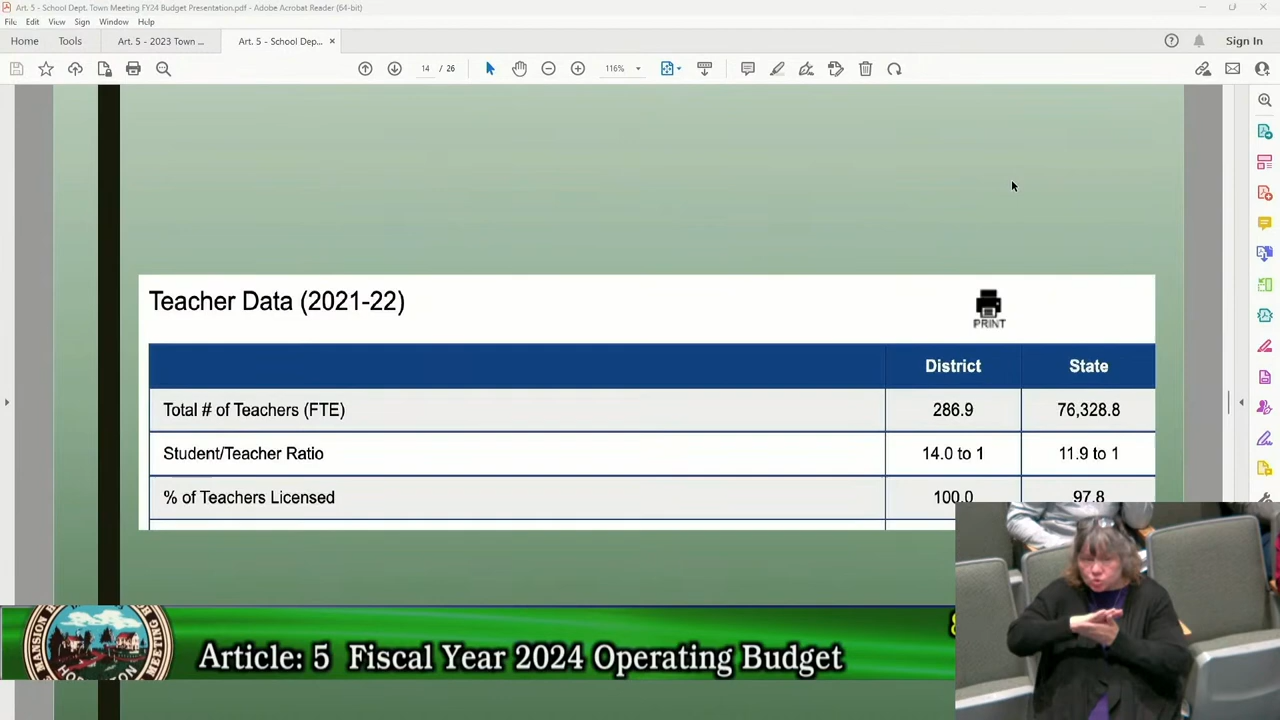 Art. 5 - School Dept. Town Meeting FY24 Budget Presentation.pdf - Adobe Acrobat Reader (64-bit)
File Edit View Sign Window Help
Home Tools Art. 5 - 2023 Town ... Art. 5 - School Dep... × Sign In
14 / 26 116%
Teacher Data (2021-22)
PRINT
District State
Total # of Teachers (FTE) 286.9 76,328.8
Student/Teacher Ratio 14.0 to 1 11.9 to 1
% of Teachers Licensed 100.0 97.8
Article: 5 Fiscal Year 2024 Operating Budget